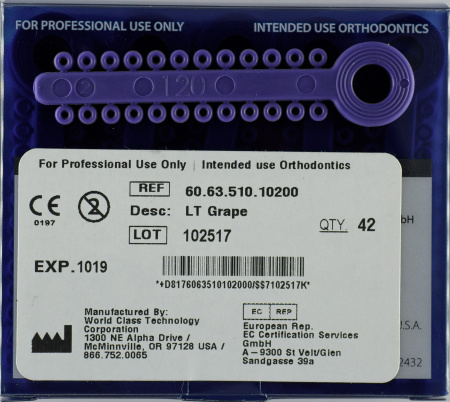 FOR PROFESSIONAL USE ONLY INTENDED USE ORTHODONTICS
120
For Professional Use Only | Intended use Orthodontics
REF 60.63.510.10200
Desc: LT Grape
LOT 102517
QTY 42
CE
0197
2
EXP.1019
*+D8176063510102000/$$7102517K*
Manufactured By:
World Class Technology
Corporation
1300 NE Alpha Drive /
McMinnville, OR 97128 USA /
866.752.0065
EC REP
European Rep.
EC Certification Services
GmbH
A – 9300 St Veit/Glen
Sandgasse 39a
bH
U.S.A.
2432